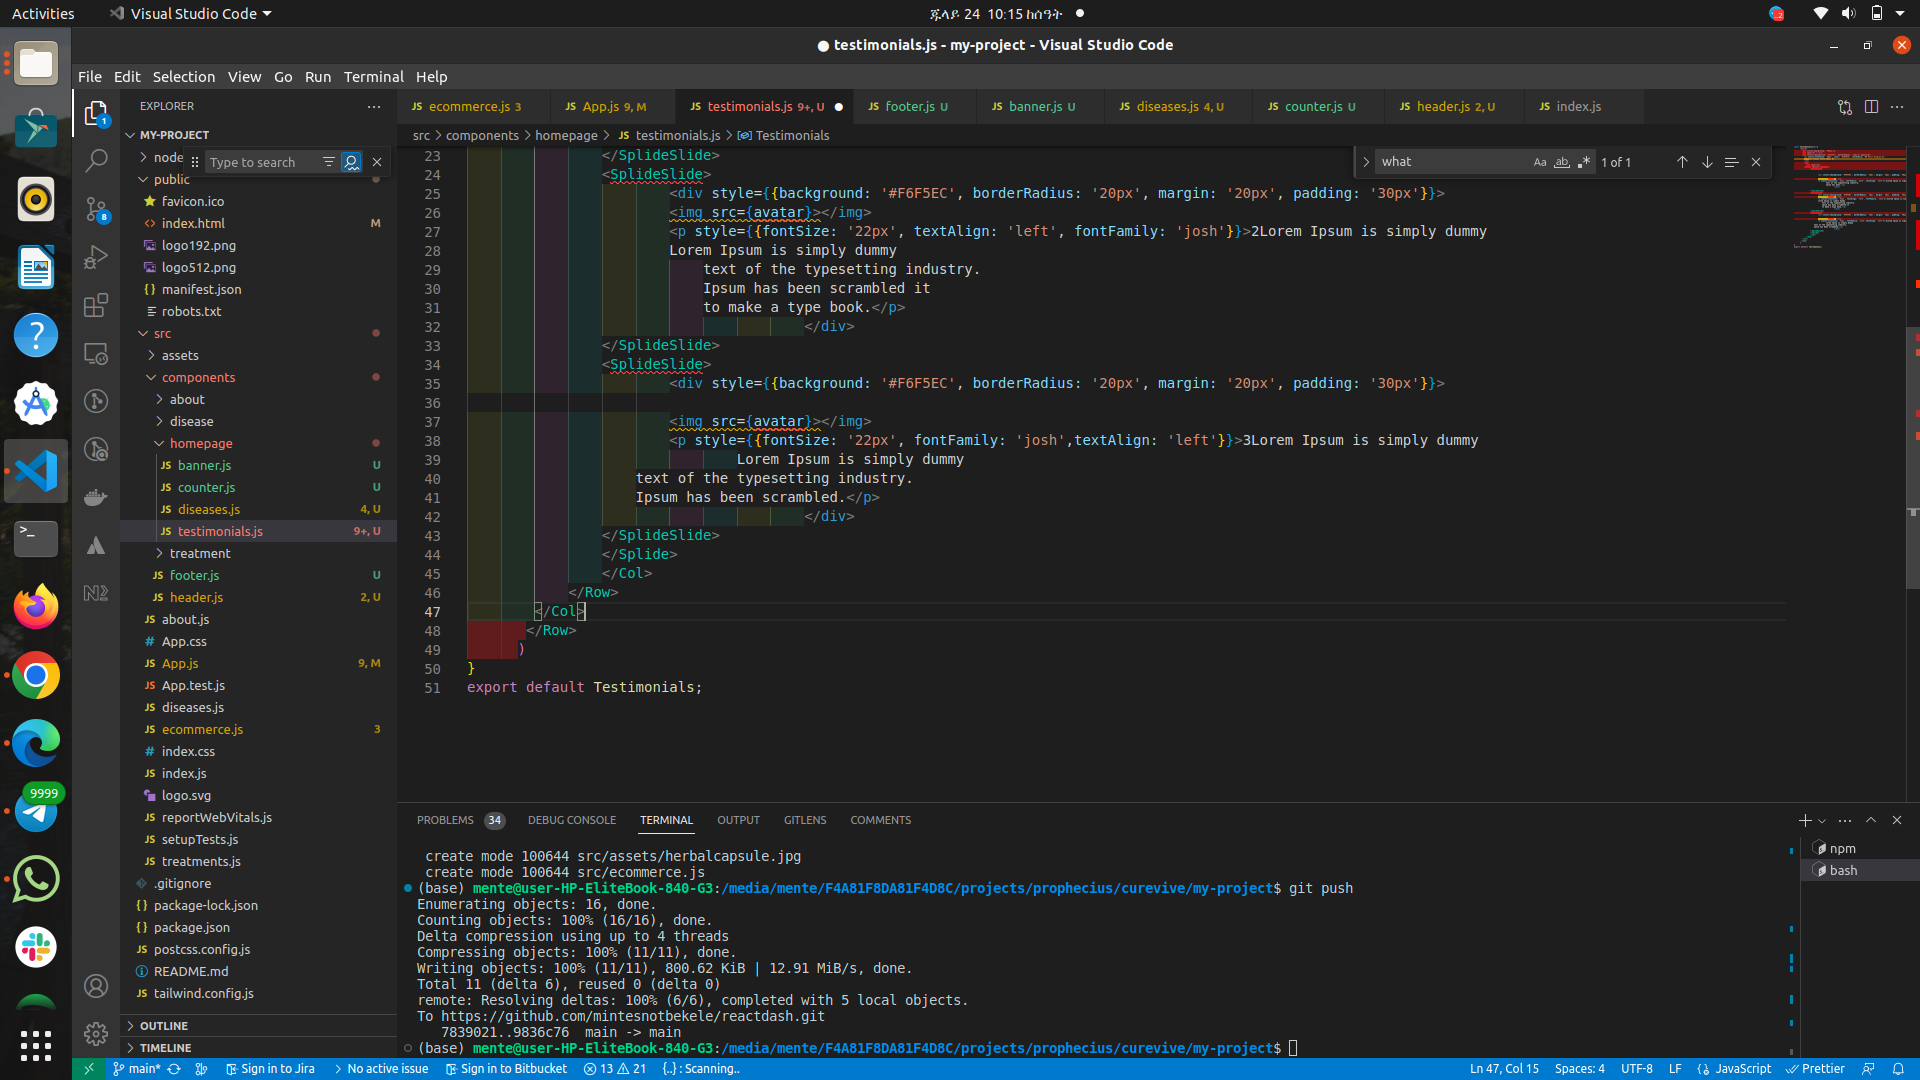 Activities
Visual Studio Code
ጁላይ 24 10:15 ከሰዓት
testimonials.js - my-project - Visual Studio Code
File Edit Selection View Go Run Terminal Help
EXPLORER
MY-PROJECT
node
Type to search
public
favicon.ico
index.html M
logo192.png
logo512.png
manifest.json
robots.txt
src
assets
components
about
disease
homepage
JS banner.js U
JS counter.js U
JS diseases.js 4, U
JS testimonials.js 9+, U
treatment
JS footer.js U
JS header.js 2, U
JS about.js
# App.css
JS App.js 9, M
JS App.test.js
JS diseases.js
JS ecommerce.js 3
# index.css
JS index.js
logo.svg
JS reportWebVitals.js
JS setupTests.js
JS treatments.js
.gitignore
{} package-lock.json
{} package.json
JS postcss.config.js
README.md
JS tailwind.config.js
OUTLINE
TIMELINE
JS ecommerce.js 3 JS App.js 9, M JS testimonials.js 9+, U JS footer.js U JS banner.js U JS diseases.js 4, U JS counter.js U JS header.js 2, U JS index.js
src > components > homepage > JS testimonials.js > Testimonials
what Aa ab .* 1 of 1
23 </SplideSlide>
24 <SplideSlide>
25 <div style={{background: '#F6F5EC', borderRadius: '20px', margin: '20px', padding: '30px'}}>
26 <img src={avatar}></img>
27 <p style={{fontSize: '22px', textAlign: 'left', fontFamily: 'josh'}}>2Lorem Ipsum is simply dummy
28 Lorem Ipsum is simply dummy
29 text of the typesetting industry.
30 Ipsum has been scrambled it
31 to make a type book.</p>
32 </div>
33 </SplideSlide>
34 <SplideSlide>
35 <div style={{background: '#F6F5EC', borderRadius: '20px', margin: '20px', padding: '30px'}}>
36
37 <img src={avatar}></img>
38 <p style={{fontSize: '22px', fontFamily: 'josh',textAlign: 'left'}}>3Lorem Ipsum is simply dummy
39 Lorem Ipsum is simply dummy
40 text of the typesetting industry.
41 Ipsum has been scrambled.</p>
42 </div>
43 </SplideSlide>
44 </Splide>
45 </Col>
46 </Row>
47 </Col>
48 </Row>
49 )
50 }
51 export default Testimonials;
PROBLEMS 34 DEBUG CONSOLE TERMINAL OUTPUT GITLENS COMMENTS
create mode 100644 src/assets/herbalcapsule.jpg
create mode 100644 src/ecommerce.js
(base) mente@user-HP-EliteBook-840-G3:/media/mente/F4A81F8DA81F4D8C/projects/prophecius/curevive/my-project$ git push
Enumerating objects: 16, done.
Counting objects: 100% (16/16), done.
Delta compression using up to 4 threads
Compressing objects: 100% (11/11), done.
Writing objects: 100% (11/11), 800.62 KiB | 12.91 MiB/s, done.
Total 11 (delta 6), reused 0 (delta 0)
remote: Resolving deltas: 100% (6/6), completed with 5 local objects.
To https://github.com/mintesnotbekele/reactdash.git
7839021..9836c76 main -> main
(base) mente@user-HP-EliteBook-840-G3:/media/mente/F4A81F8DA81F4D8C/projects/prophecius/curevive/my-project$
npm
bash
9999
main* Sign in to Jira No active issue Sign in to Bitbucket 13 21 {..} : Scanning..
Ln 47, Col 15 Spaces: 4 UTF-8 LF {} JavaScript Prettier